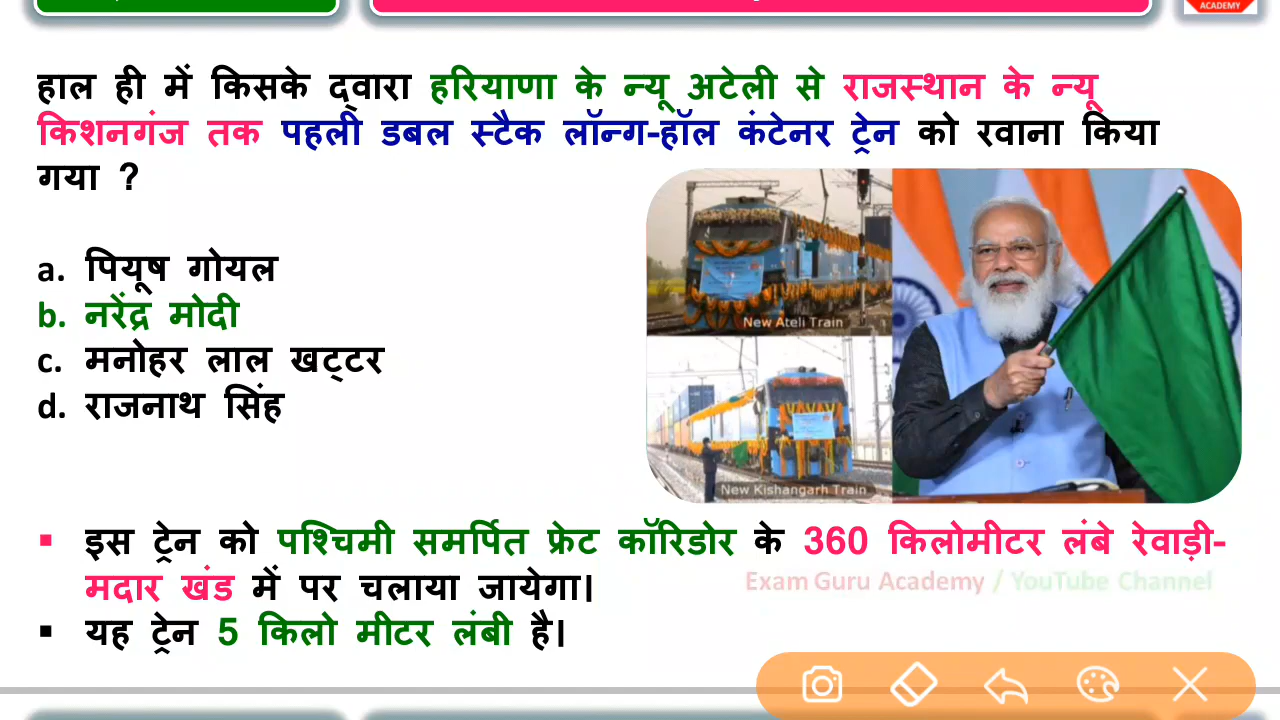 ACADEMY
हाल ही में किसके द्वारा हरियाणा के न्यू अटेली से राजस्थान के न्यू
किशनगंज तक पहली डबल स्टैक लॉन्ग-हॉल कंटेनर ट्रेन को रवाना किया
गया ?
a. पियूष गोयल
b. नरेंद्र मोदी
c. मनोहर लाल खट्टर
d. राजनाथ सिंह
New Ateli Train
New Kishangarh Train
▪ इस ट्रेन को पश्चिमी समर्पित फ्रेट कॉरिडोर के 360 किलोमीटर लंबे रेवाड़ी-
मदार खंड में पर चलाया जायेगा।
Exam Guru Academy / YouTube Channel
▪ यह ट्रेन 5 किलो मीटर लंबी है।